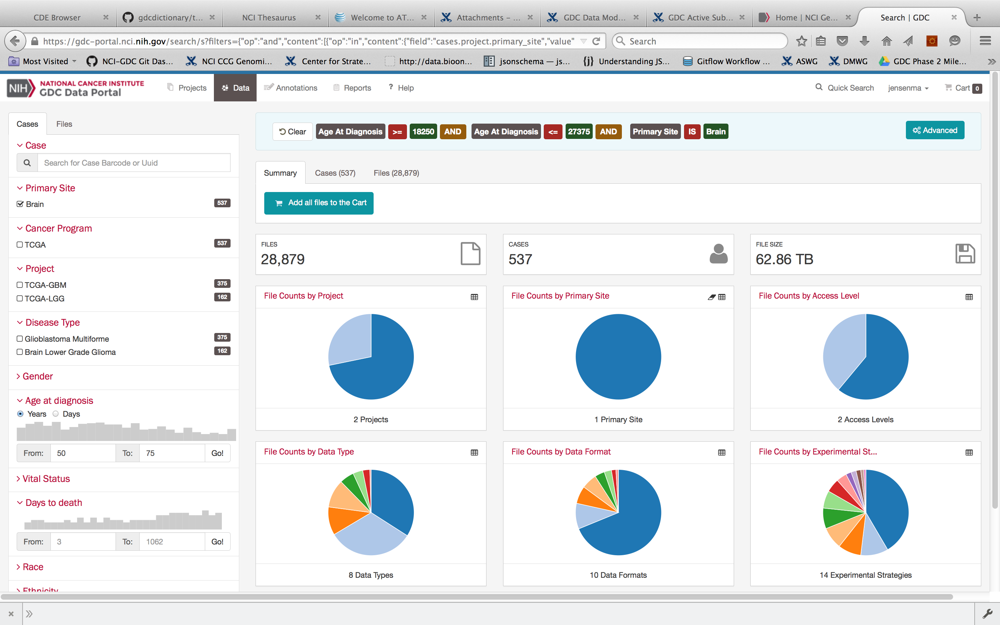 CDE Browser
gdcdictionary/t...
NCI Thesaurus
Welcome to AT...
Attachments – ...
GDC Data Mod...
GDC Active Sub...
Home | NCI Ge...
Search | GDC
https://gdc-portal.nci.nih.gov/search/s?filters={"op":"and","content":[{"op":"in","content":{"field":"cases.project.primary_site","value"
Search
Most Visited
NCI-GDC Git Das...
NCI CCG Genomi...
Center for Strate...
http://data.bioon...
jsonschema — js...
{j} Understanding JS...
Gitflow Workflow ...
ASWG
DMWG
GDC Phase 2 Mile...
NIH NATIONAL CANCER INSTITUTE
GDC Data Portal
Projects
Data
Annotations
Reports
? Help
Quick Search
jensenma
Cart 0
Cases
Files
Case
Search for Case Barcode or Uuid
Primary Site
Brain 537
Cancer Program
TCGA 537
Project
TCGA-GBM 375
TCGA-LGG 162
Disease Type
Glioblastoma Multiforme 375
Brain Lower Grade Glioma 162
Gender
Age at diagnosis
Years Days
From: 50 To: 75 Go!
Vital Status
Days to death
From: 3 To: 1062 Go!
Race
Ethnicity
Clear Age At Diagnosis >= 18250 AND Age At Diagnosis <= 27375 AND Primary Site IS Brain
Advanced
Summary
Cases (537)
Files (28,879)
Add all files to the Cart
FILES
28,879
CASES
537
FILE SIZE
62.86 TB
File Counts by Project
2 Projects
File Counts by Primary Site
1 Primary Site
File Counts by Access Level
2 Access Levels
File Counts by Data Type
8 Data Types
File Counts by Data Format
10 Data Formats
File Counts by Experimental St...
14 Experimental Strategies